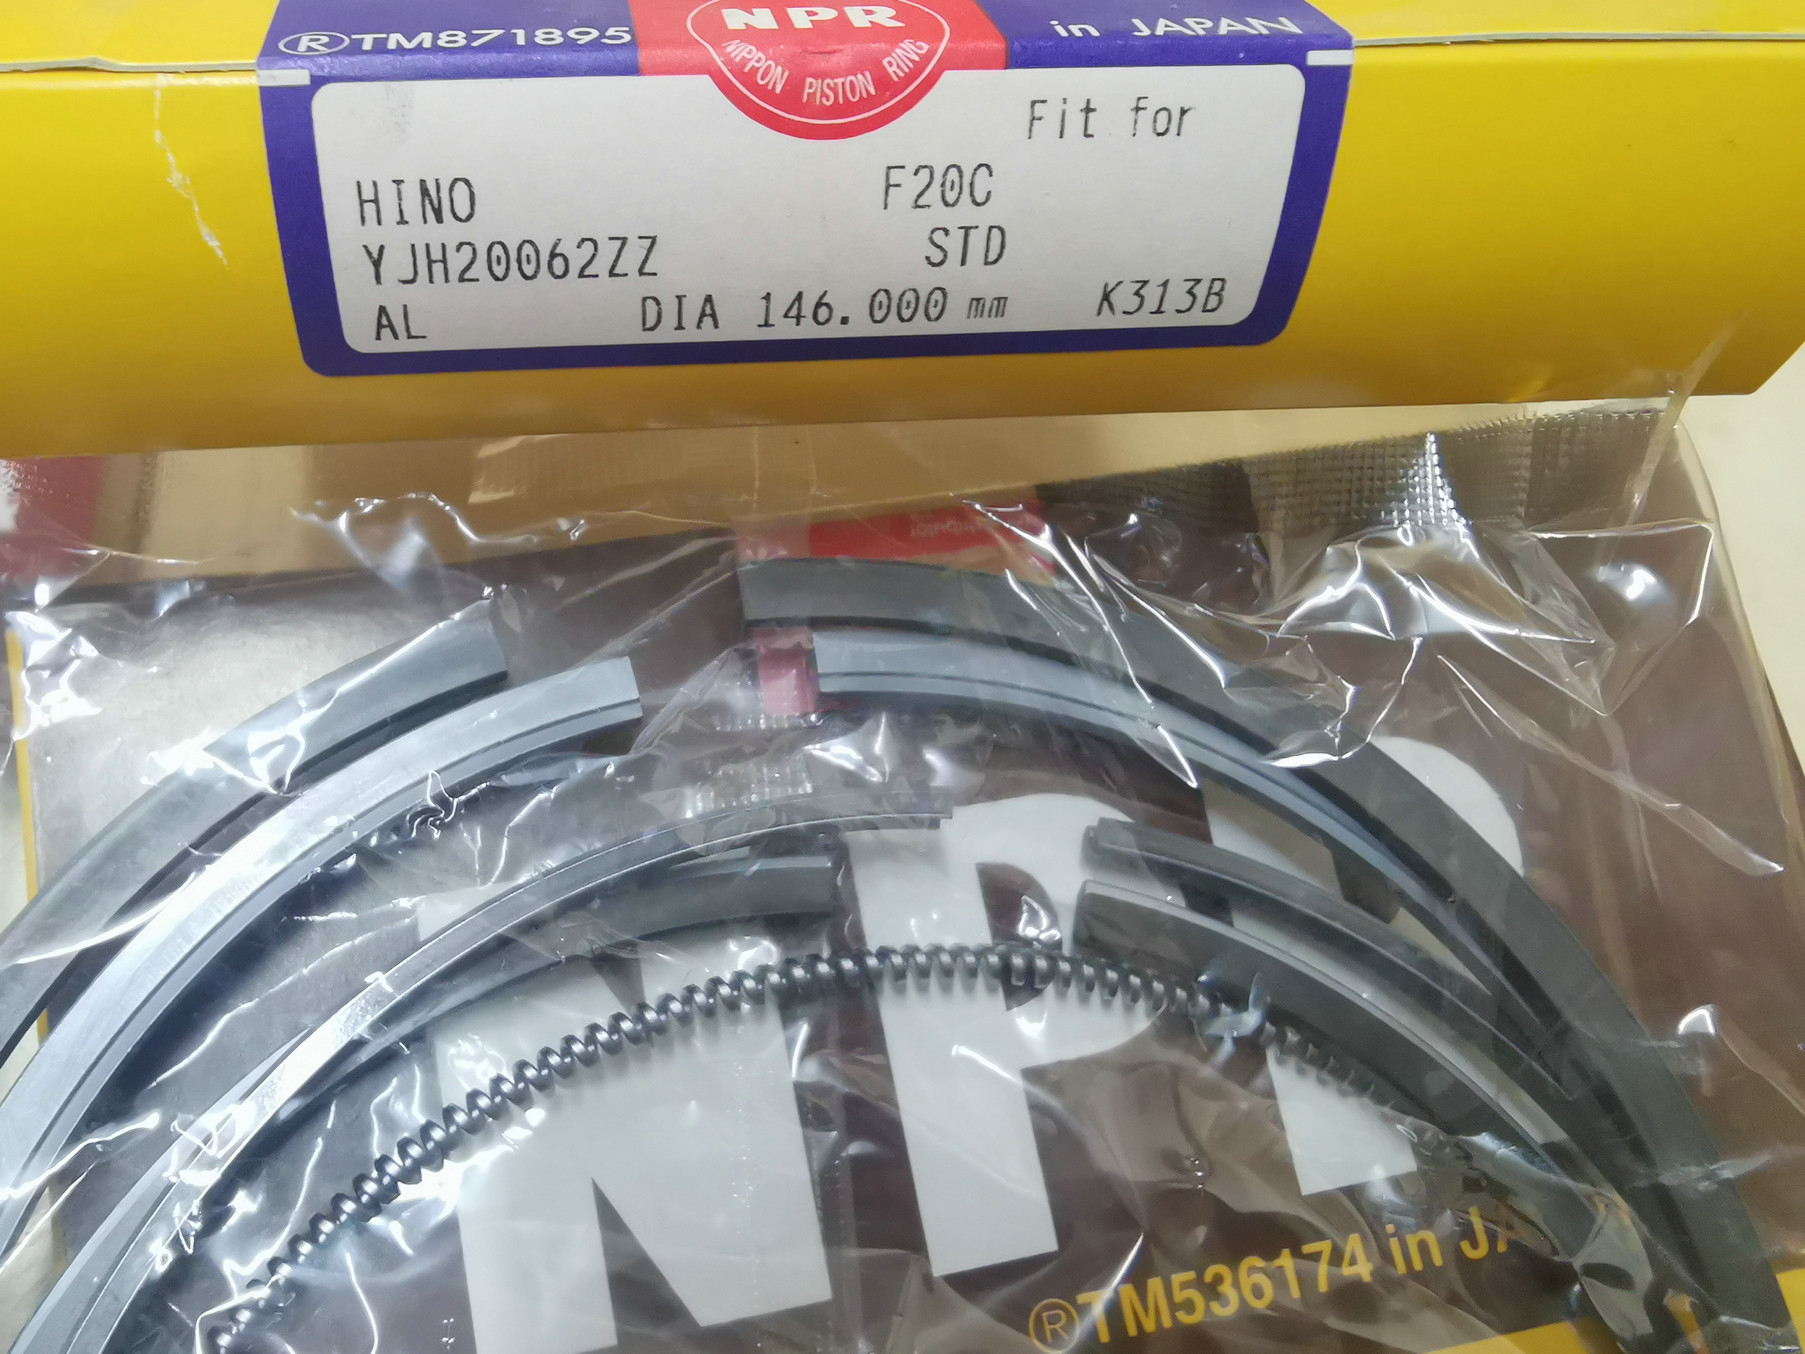 ®TM871895
NPR
NIPPON PISTON RING
in JAPAN
Fit for
HINO F20C
YJH20062ZZ STD
AL DIA 146.000 mm K313B
NPR
®TM536174 in JA